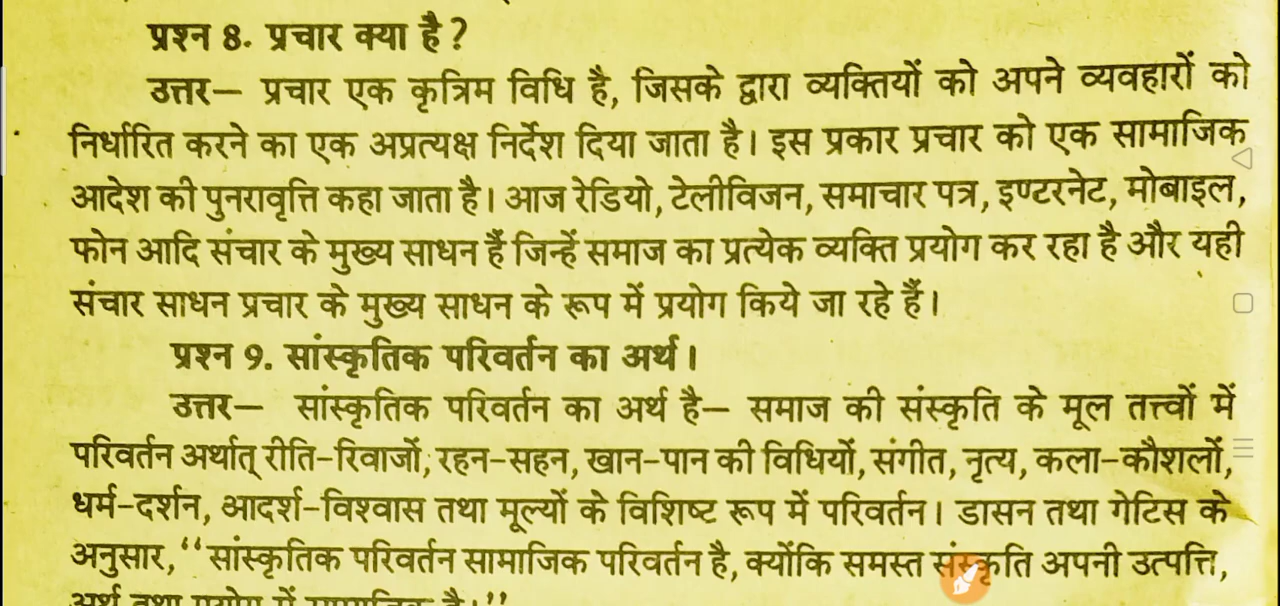 प्रश्न 8. प्रचार क्या है ?
उत्तर— प्रचार एक कृत्रिम विधि है, जिसके द्वारा व्यक्तियों को अपने व्यवहारों को
निर्धारित करने का एक अप्रत्यक्ष निर्देश दिया जाता है। इस प्रकार प्रचार को एक सामाजिक
आदेश की पुनरावृत्ति कहा जाता है। आज रेडियो, टेलीविजन, समाचार पत्र, इण्टरनेट, मोबाइल,
फोन आदि संचार के मुख्य साधन हैं जिन्हें समाज का प्रत्येक व्यक्ति प्रयोग कर रहा है और यही
संचार साधन प्रचार के मुख्य साधन के रूप में प्रयोग किये जा रहे हैं।
प्रश्न 9. सांस्कृतिक परिवर्तन का अर्थ।
उत्तर— सांस्कृतिक परिवर्तन का अर्थ है— समाज की संस्कृति के मूल तत्त्वों में
परिवर्तन अर्थात् रीति-रिवाजों, रहन-सहन, खान-पान की विधियों, संगीत, नृत्य, कला-कौशलों,
धर्म-दर्शन, आदर्श-विश्वास तथा मूल्यों के विशिष्ट रूप में परिवर्तन। डासन तथा गेटिस के
अनुसार, ‘‘सांस्कृतिक परिवर्तन सामाजिक परिवर्तन है, क्योंकि समस्त संस्कृति अपनी उत्पत्ति,
अर्थ तथा प्रयोग में सामाजिक है।’’